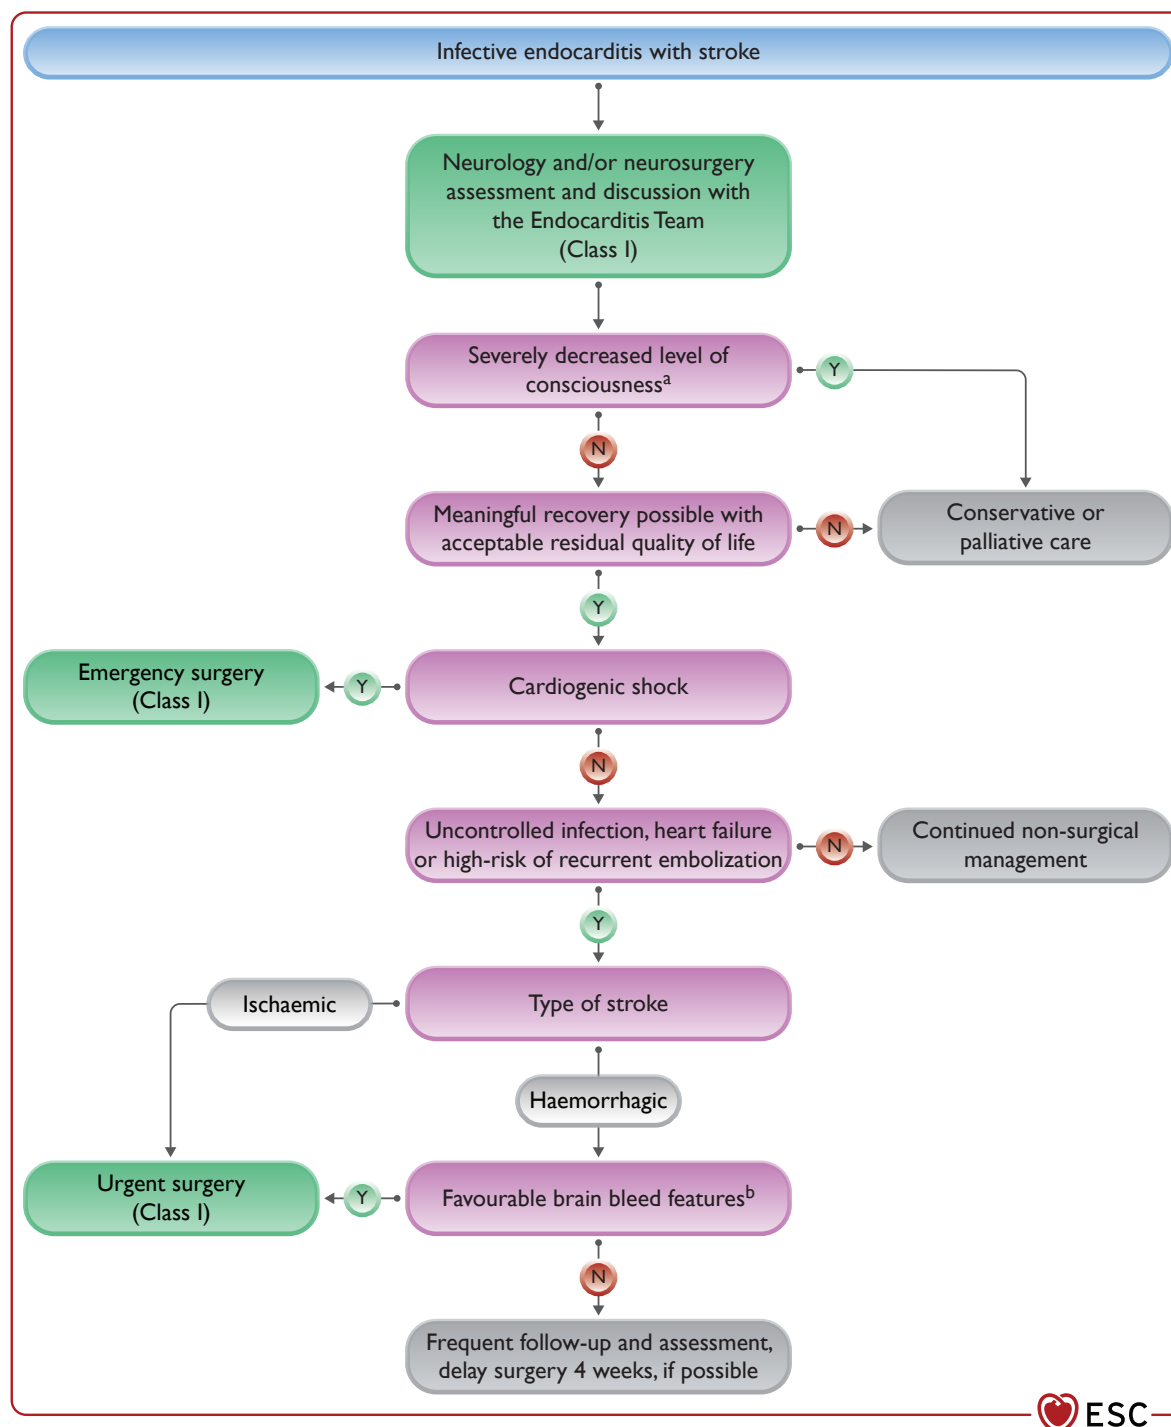 Infective endocarditis with stroke
Neurology and/or neurosurgery
assessment and discussion with
the Endocarditis Team
(Class I)
Severely decreased level of
consciousnessᵃ
Y
N
Meaningful recovery possible with
acceptable residual quality of life
N
Conservative or
palliative care
Y
Emergency surgery
(Class I)
Y
Cardiogenic shock
N
Uncontrolled infection, heart failure
or high-risk of recurrent embolization
N
Continued non-surgical
management
Y
Ischaemic
Type of stroke
Haemorrhagic
Urgent surgery
(Class I)
Y
Favourable brain bleed featuresᵇ
N
Frequent follow-up and assessment,
delay surgery 4 weeks, if possible
ESC